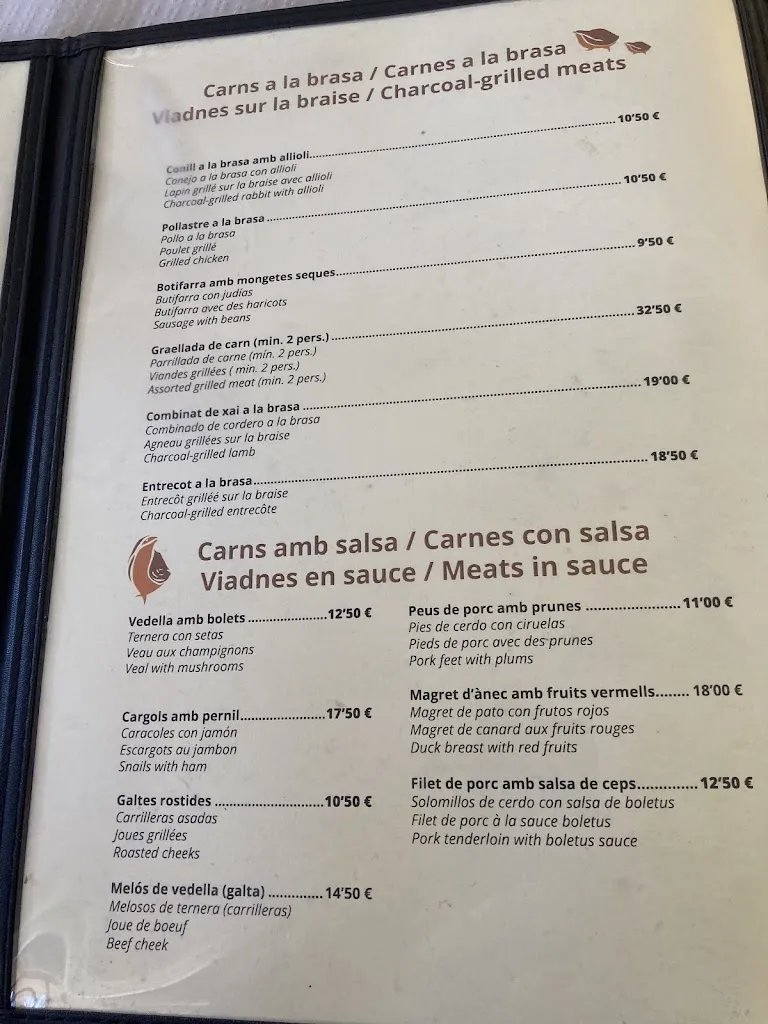 Carns a la brasa / Carnes a la brasa
Viadnes sur la braise / Charcoal-grilled meats
Conill a la brasa amb allioli.................... 10'50 €
Conejo a la brasa con allioli
Lapin grillé sur la braise avec allioli
Charcoal-grilled rabbit with allioli
Pollastre a la brasa .................... 10'50 €
Pollo a la brasa
Poulet grillé
Grilled chicken
Botifarra amb mongetes seques.................... 9'50 €
Butifarra con judías
Butifarra avec des haricots
Sausage with beans
Graellada de carn (min. 2 pers.) .................... 32'50 €
Parrillada de carne (mín. 2 pers.)
Viandes grillées ( min. 2 pers.)
Assorted grilled meat (min. 2 pers.)
Combinat de xai a la brasa .................... 19'00 €
Combinado de cordero a la brasa
Agneau grillées sur la braise
Charcoal-grilled lamb
Entrecot a la brasa.................... 18'50 €
Entrecôt grilléé sur la braise
Charcoal-grilled entrecôte
Carns amb salsa / Carnes con salsa
Viadnes en sauce / Meats in sauce
Vedella amb bolets ....................12'50 €
Ternera con setas
Veau aux champignons
Veal with mushrooms
Cargols amb pernil.....................17'50 €
Caracoles con jamón
Escargots au jambon
Snails with ham
Galtes rostides ...........................10'50 €
Carrilleras asadas
Joues grillées
Roasted cheeks
Melós de vedella (galta) ..............14'50 €
Melosos de ternera (carrilleras)
Joue de boeuf
Beef cheek
Peus de porc amb prunes .......................11'00 €
Pies de cerdo con ciruelas
Pieds de porc avec des prunes
Pork feet with plums
Magret d'ànec amb fruits vermells........ 18'00 €
Magret de pato con frutos rojos
Magret de canard aux fruits rouges
Duck breast with red fruits
Filet de porc amb salsa de ceps..............12'50 €
Solomillos de cerdo con salsa de boletus
Filet de porc à la sauce boletus
Pork tenderloin with boletus sauce